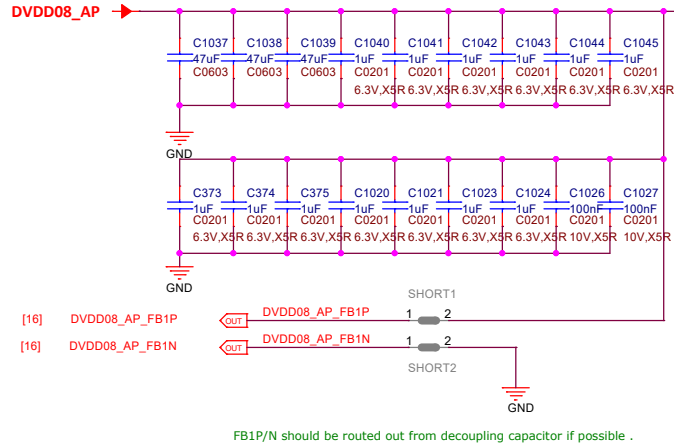 DVDD08_AP
C1037 C1038 C1039 C1040 C1041 C1042 C1043 C1044 C1045
47uF 47uF 47uF 1uF 1uF 1uF 1uF 1uF 1uF
C0603 C0603 C0603 C0201 C0201 C0201 C0201 C0201 C0201
6.3V,X5R 6.3V,X5R 6.3V,X5R 6.3V,X5R 6.3V,X5R 6.3V,X5R
GND
C373 C374 C375 C1020 C1021 C1023 C1024 C1026 C1027
1uF 1uF 1uF 1uF 1uF 1uF 1uF 100nF 100nF
C0201 C0201 C0201 C0201 C0201 C0201 C0201 C0201 C0201
6.3V,X5R 6.3V,X5R 6.3V,X5R 6.3V,X5R 6.3V,X5R 6.3V,X5R 6.3V,X5R 10V,X5R 10V,X5R
GND
SHORT1
[16] DVDD08_AP_FB1P OUT DVDD08_AP_FB1P 1 2
[16] DVDD08_AP_FB1N OUT DVDD08_AP_FB1N 1 2
SHORT2
GND
FB1P/N should be routed out from decoupling capacitor if possible .